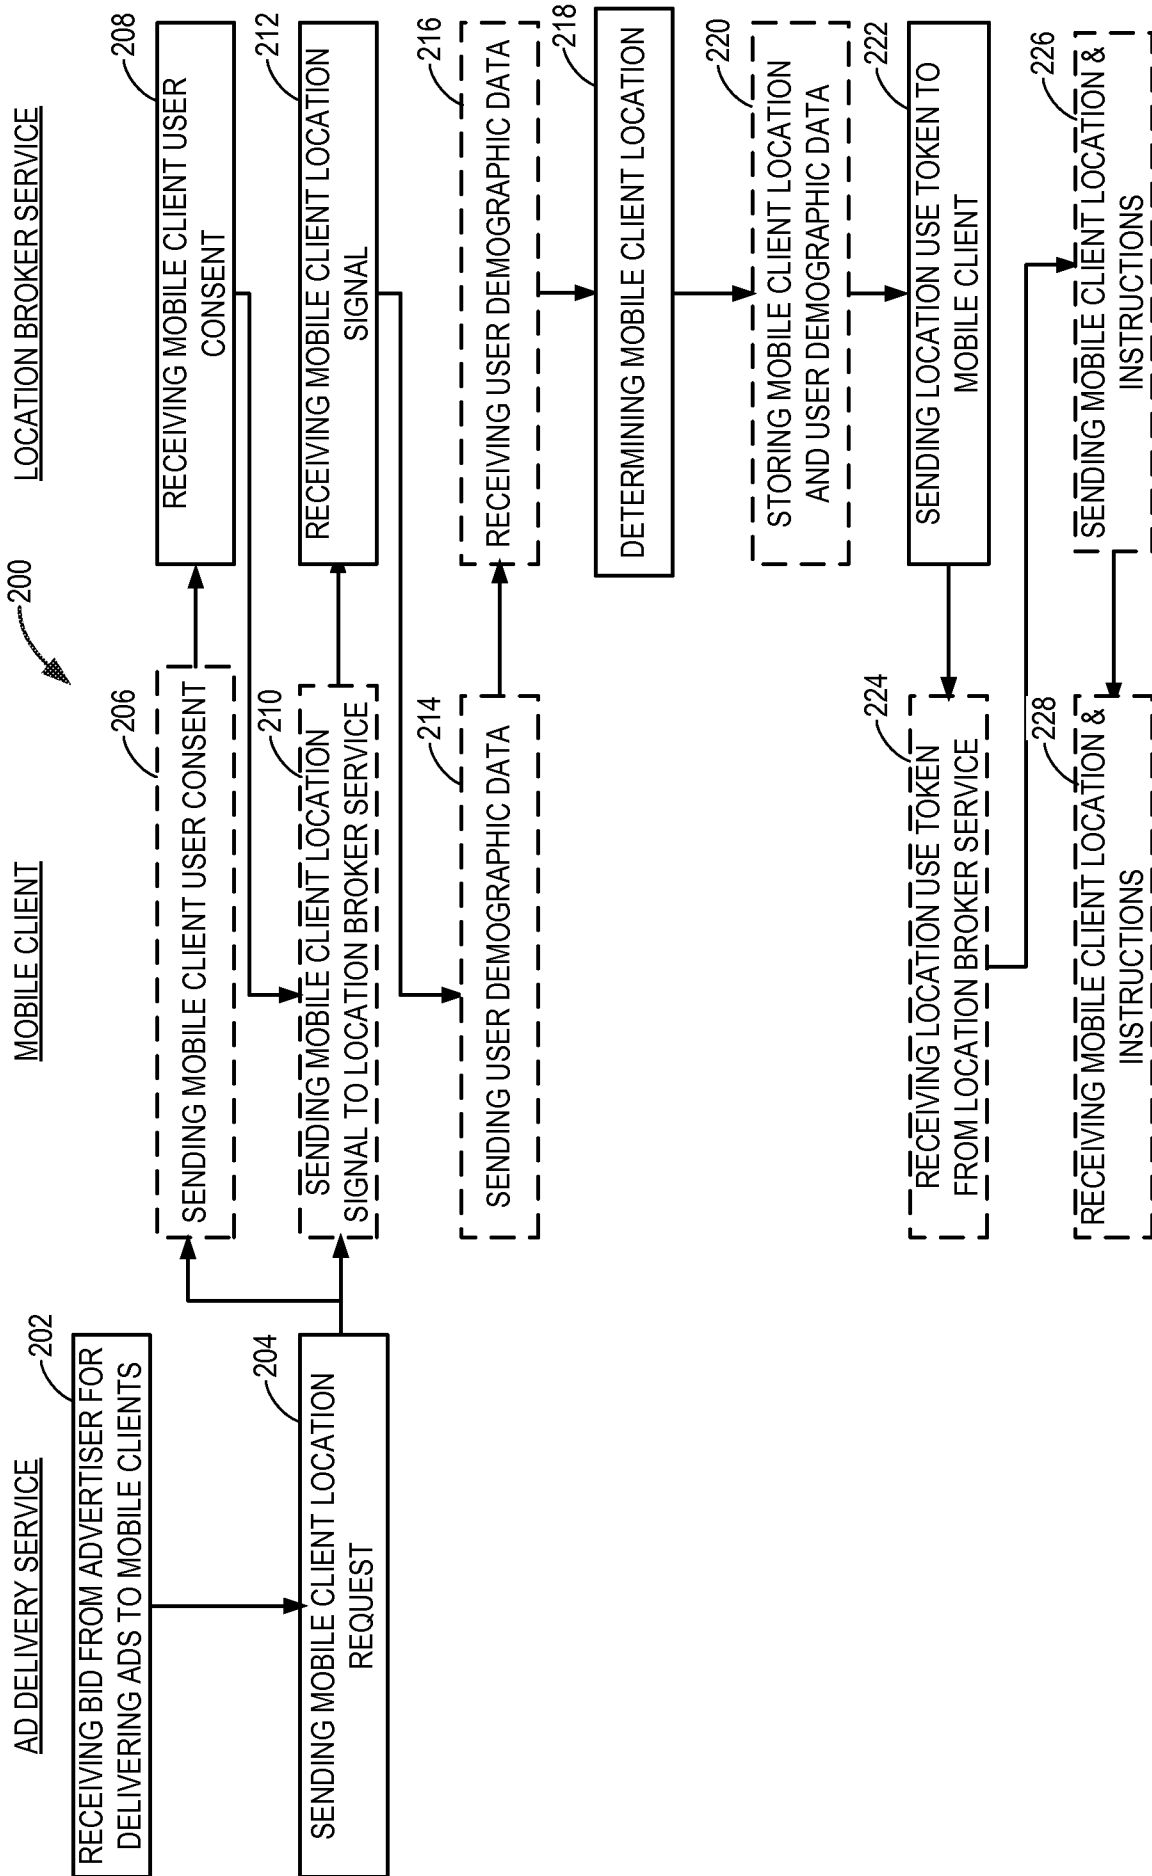 200
AD DELIVERY SERVICE
MOBILE CLIENT
LOCATION BROKER SERVICE
202
RECEIVING BID FROM ADVERTISER FOR
DELIVERING ADS TO MOBILE CLIENTS
204
SENDING MOBILE CLIENT LOCATION
REQUEST
206
SENDING MOBILE CLIENT USER CONSENT
208
RECEIVING MOBILE CLIENT USER
CONSENT
210
SENDING MOBILE CLIENT LOCATION
SIGNAL TO LOCATION BROKER SERVICE
212
RECEIVING MOBILE CLIENT LOCATION
SIGNAL
214
SENDING USER DEMOGRAPHIC DATA
216
RECEIVING USER DEMOGRAPHIC DATA
218
DETERMINING MOBILE CLIENT LOCATION
220
STORING MOBILE CLIENT LOCATION
AND USER DEMOGRAPHIC DATA
222
SENDING LOCATION USE TOKEN TO
MOBILE CLIENT
224
RECEIVING LOCATION USE TOKEN
FROM LOCATION BROKER SERVICE
226
SENDING MOBILE CLIENT LOCATION &
INSTRUCTIONS
228
RECEIVING MOBILE CLIENT LOCATION &
INSTRUCTIONS